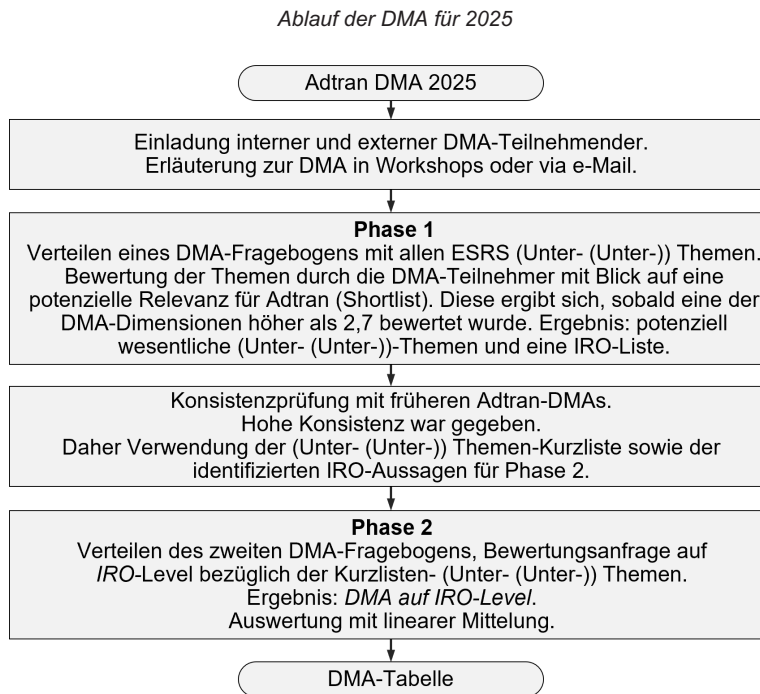 Ablauf der DMA für 2025
Adtran DMA 2025
Einladung interner und externer DMA-Teilnehmender.
Erläuterung zur DMA in Workshops oder via e-Mail.
Phase 1
Verteilen eines DMA-Fragebogens mit allen ESRS (Unter- (Unter-)) Themen.
Bewertung der Themen durch die DMA-Teilnehmer mit Blick auf eine
potenzielle Relevanz für Adtran (Shortlist). Diese ergibt sich, sobald eine der
DMA-Dimensionen höher als 2,7 bewertet wurde. Ergebnis: potenziell
wesentliche (Unter- (Unter-))-Themen und eine IRO-Liste.
Konsistenzprüfung mit früheren Adtran-DMAs.
Hohe Konsistenz war gegeben.
Daher Verwendung der (Unter- (Unter-)) Themen-Kurzliste sowie der
identifizierten IRO-Aussagen für Phase 2.
Phase 2
Verteilen des zweiten DMA-Fragebogens, Bewertungsanfrage auf
IRO-Level bezüglich der Kurzlisten- (Unter- (Unter-)) Themen.
Ergebnis: DMA auf IRO-Level.
Auswertung mit linearer Mittelung.
DMA-Tabelle